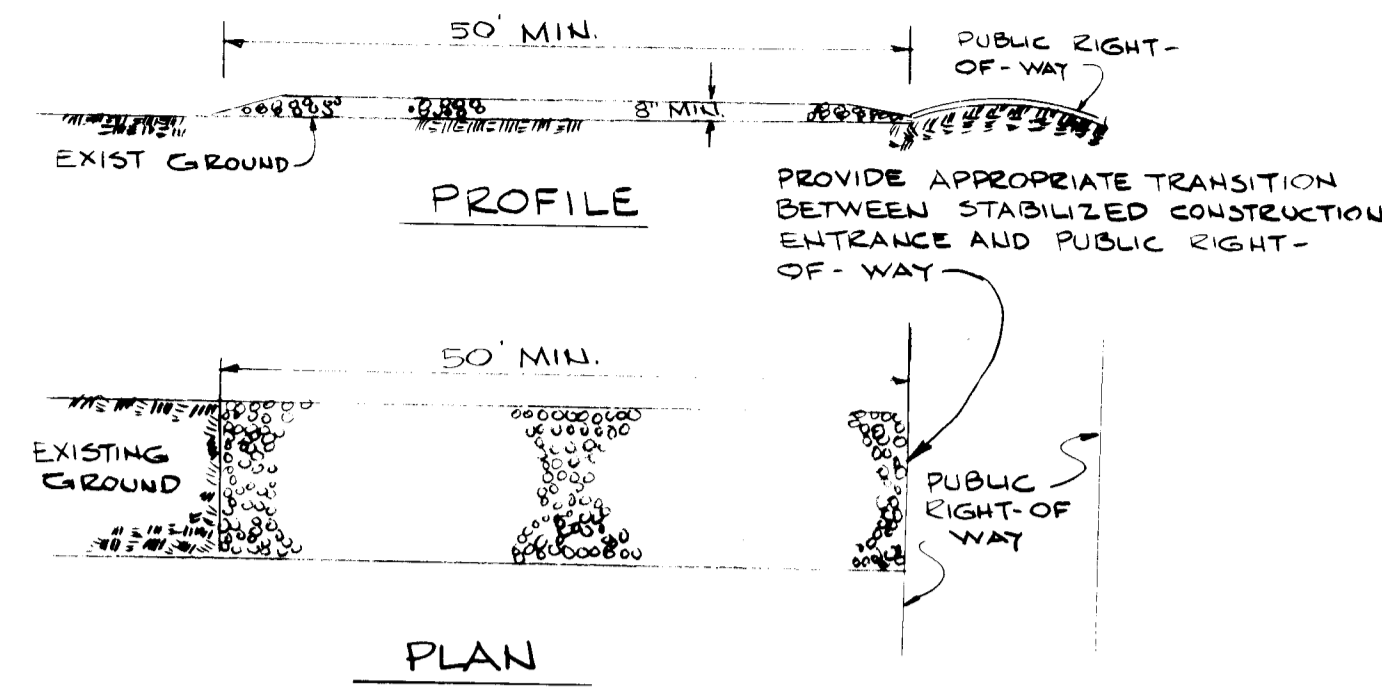 50' MIN.
PUBLIC RIGHT-
OF-WAY
8" MIN.
EXIST GROUND
PROFILE
PROVIDE APPROPRIATE TRANSITION
BETWEEN STABILIZED CONSTRUCTION
ENTRANCE AND PUBLIC RIGHT-
OF-WAY
50' MIN.
EXISTING
GROUND
PUBLIC
RIGHT-OF
WAY
PLAN